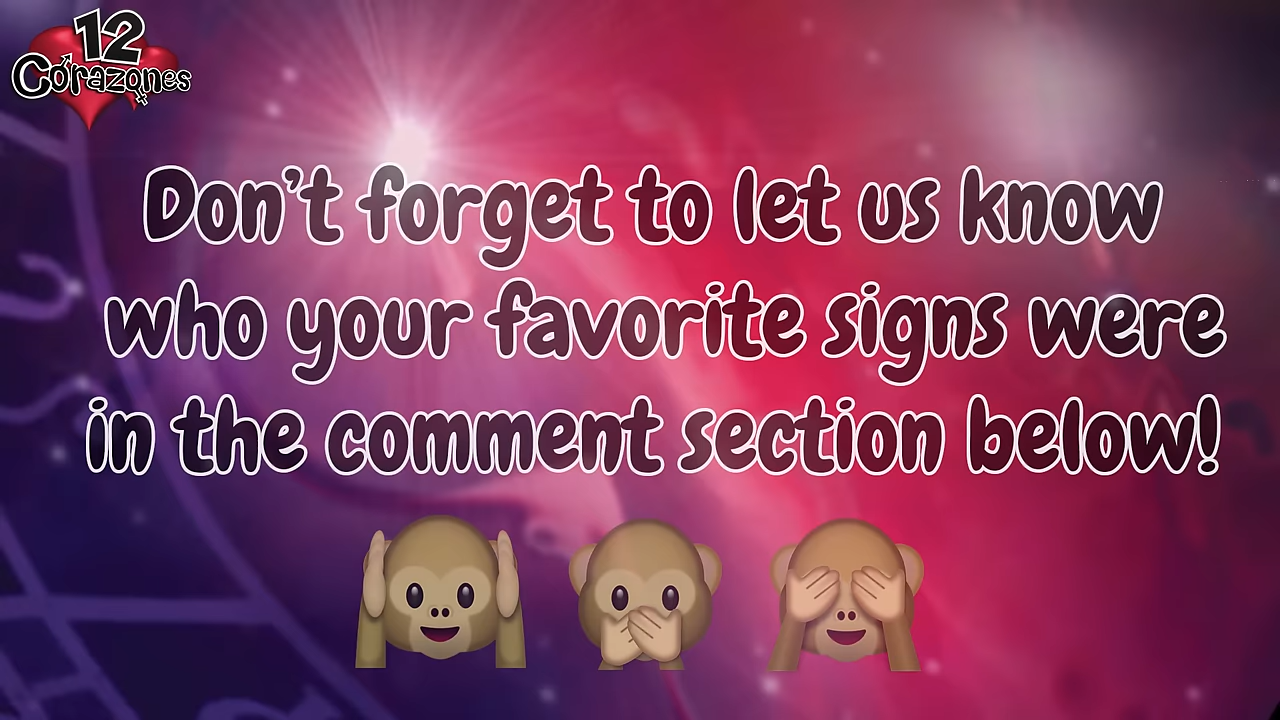 12
Corazones
Don't forget to let us know
who your favorite signs were
in the comment section below!